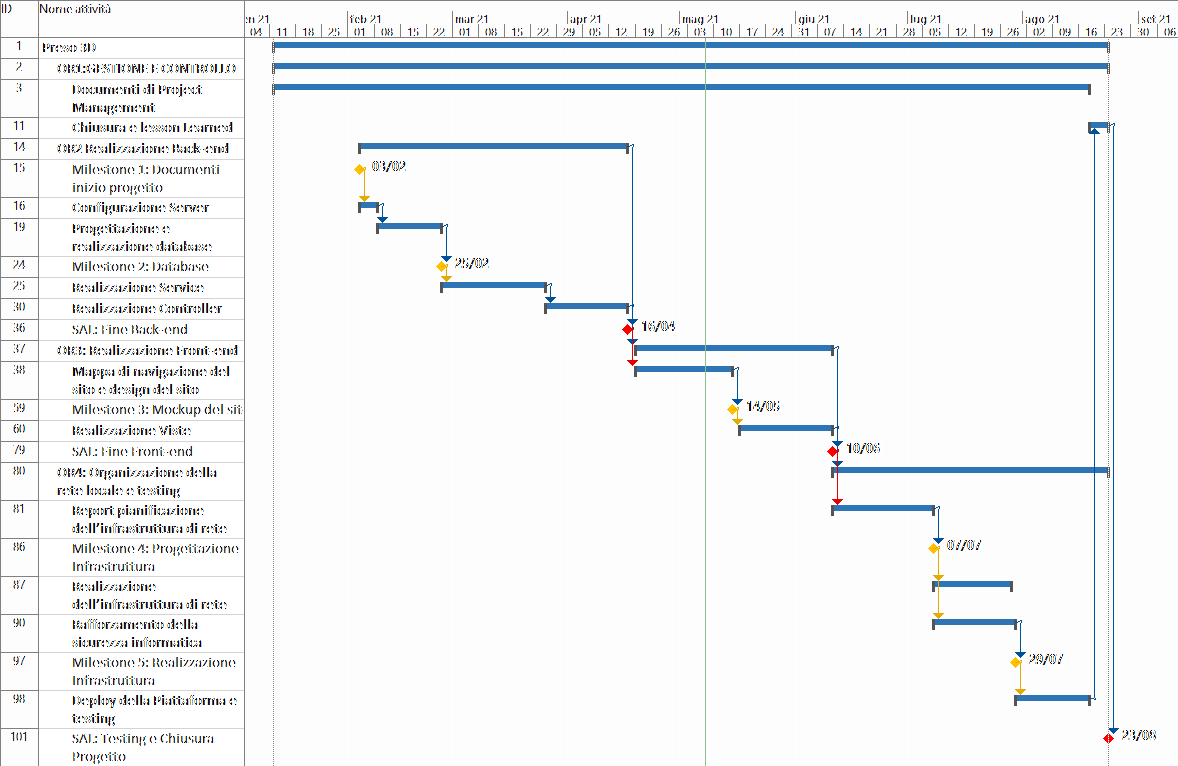 ID Nome attività en 21 feb 21 mar 21 apr 21 mag 21 giu 21 lug 21 ago 21 set 21
04 11 18 25 01 08 15 22 01 08 15 22 29 05 12 19 26 03 10 17 24 31 07 14 21 28 05 12 19 26 02 09 16 23 30 06
1 Preso 3D
2 OR1:GESTIONE E CONTROLLO
3 Documenti di Project
Management
11 Chiusura e lesson Learned
14 OR2 Realizzazione Back-end
15 Milestone 1: Documenti 03/02
inizio progetto
16 Configurazione Server
19 Progettazione e
realizzazione database
24 Milestone 2: Database 25/02
25 Realizzazione Service
30 Realizzazione Controller
36 SAL: Fine Back-end 16/04
37 OR3: Realizzazione Front-end
38 Mappa di navigazione del
sito e design del sito
59 Milestone 3: Mockup del sit 14/05
60 Realizzazione Viste
79 SAL: Fine Front-end 10/06
80 OR4: Organizzazione della
rete locale e testing
81 Report pianificazione
dell'infrastruttura di rete
86 Milestone 4: Progettazione 07/07
Infrastruttura
87 Realizzazione
dell'infrastruttura di rete
90 Rafforzamento della
sicurezza informatica
97 Milestone 5: Realizzazione 29/07
Infrastruttura
98 Deploy della Piattaforma e
testing
101 SAL: Testing e Chiusura 23/08
Progetto